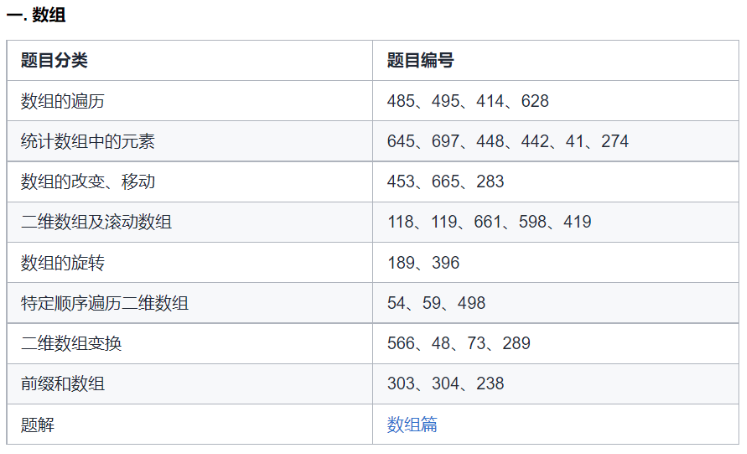 一. 数组
题目分类 题目编号
数组的遍历 485、495、414、628
统计数组中的元素 645、697、448、442、41、274
数组的改变、移动 453、665、283
二维数组及滚动数组 118、119、661、598、419
数组的旋转 189、396
特定顺序遍历二维数组 54、59、498
二维数组变换 566、48、73、289
前缀和数组 303、304、238
题解 数组篇